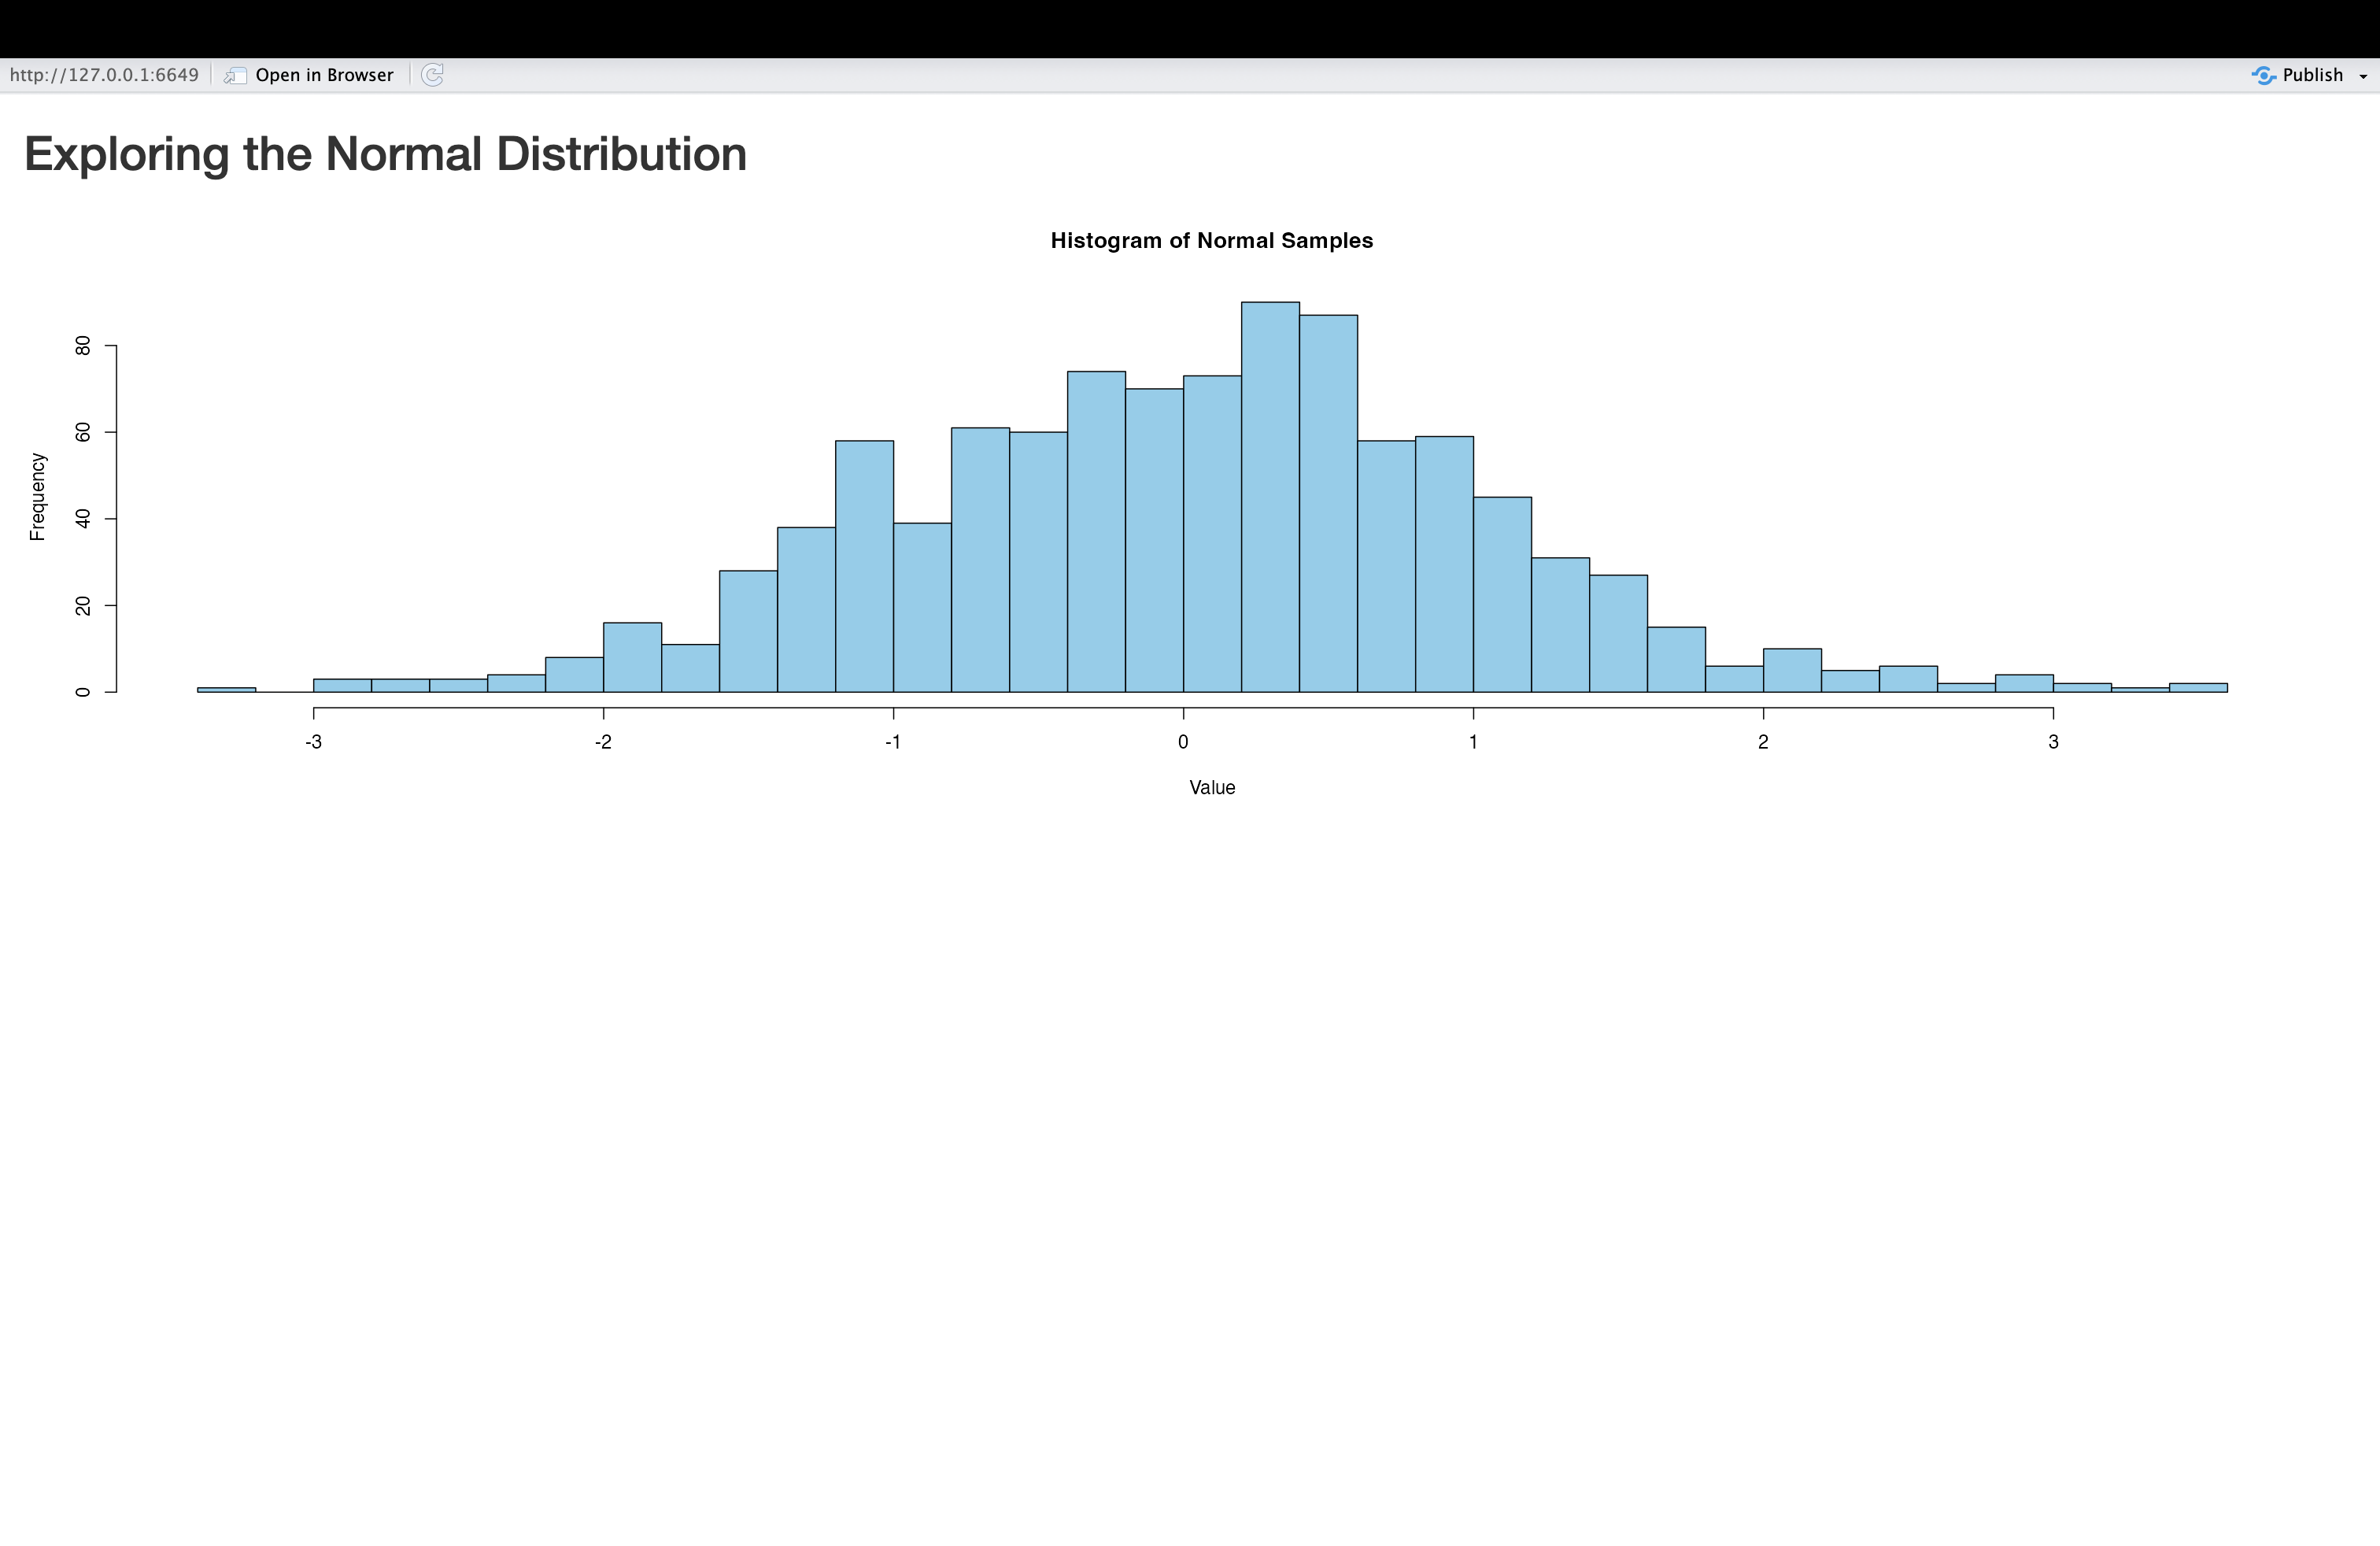 http://127.0.0.1:6649 Open in Browser Publish
Exploring the Normal Distribution
Histogram of Normal Samples
Frequency
80
60
40
20
0
-3 -2 -1 0 1 2 3
Value